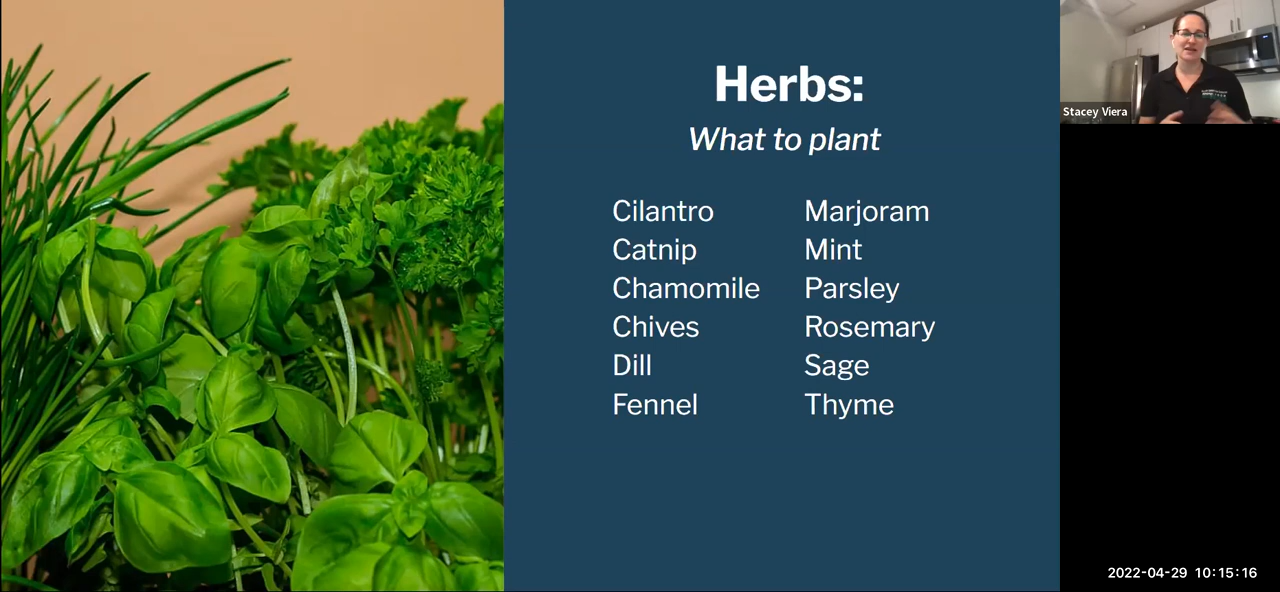 Herbs:
What to plant
Cilantro
Catnip
Chamomile
Chives
Dill
Fennel
Marjoram
Mint
Parsley
Rosemary
Sage
Thyme
Stacey Viera
2022-04-29 10:15:16